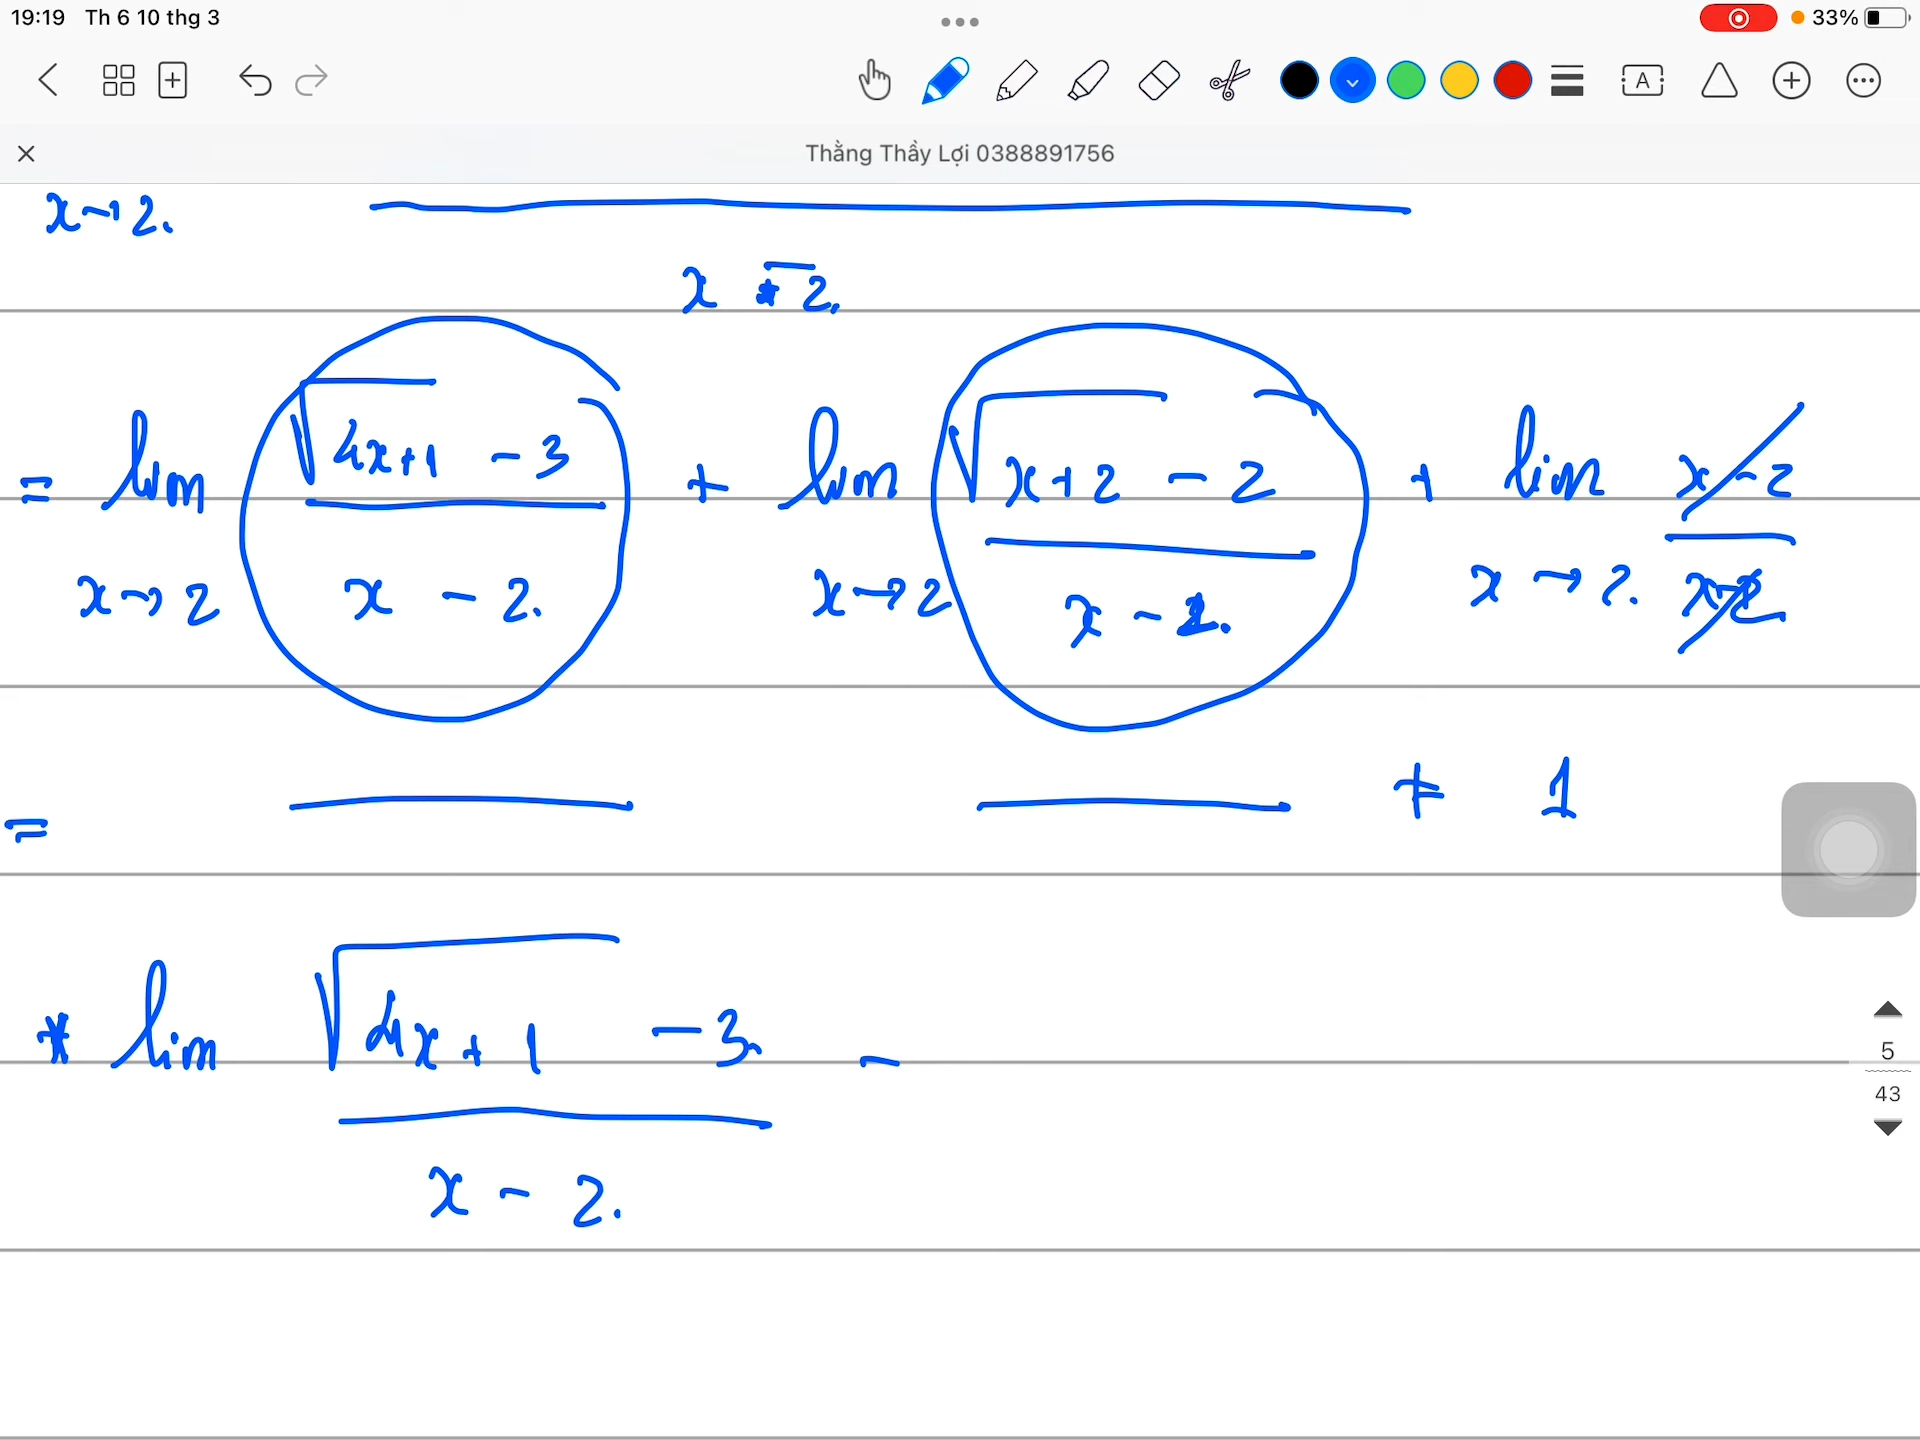 19:19 Th 6 10 thg 3
33%
A
Thằng Thầy Lợi 0388891756
x→2.
x - 2.
= lim √4x+1 - 3 + lim √x+2 - 2 + lim x-2
x→2 x - 2. x→2 x - 2. x→2. x-2
= + 1
* lim √4x+1 - 3. -
x - 2.
5
43